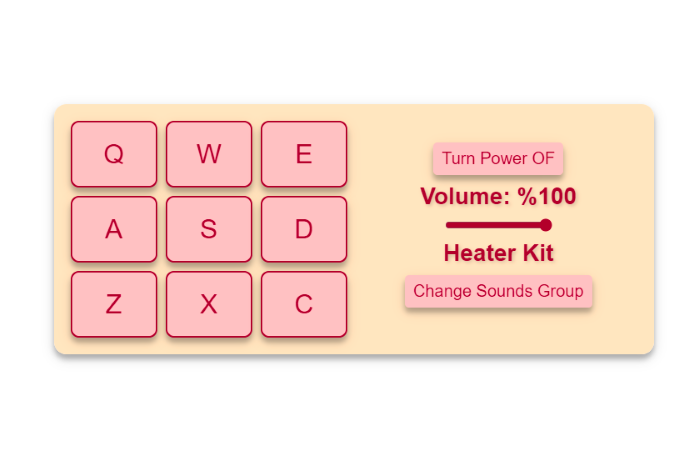 Q W E
A S D
Z X C
Turn Power OF
Volume: %100
Heater Kit
Change Sounds Group